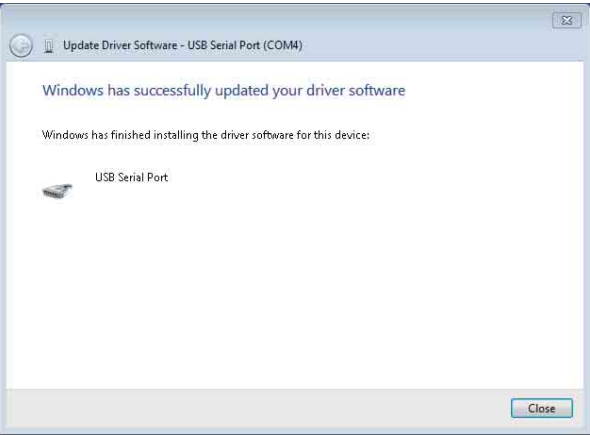 Update Driver Software - USB Serial Port (COM4)
Windows has successfully updated your driver software
Windows has finished installing the driver software for this device:
USB Serial Port
Close